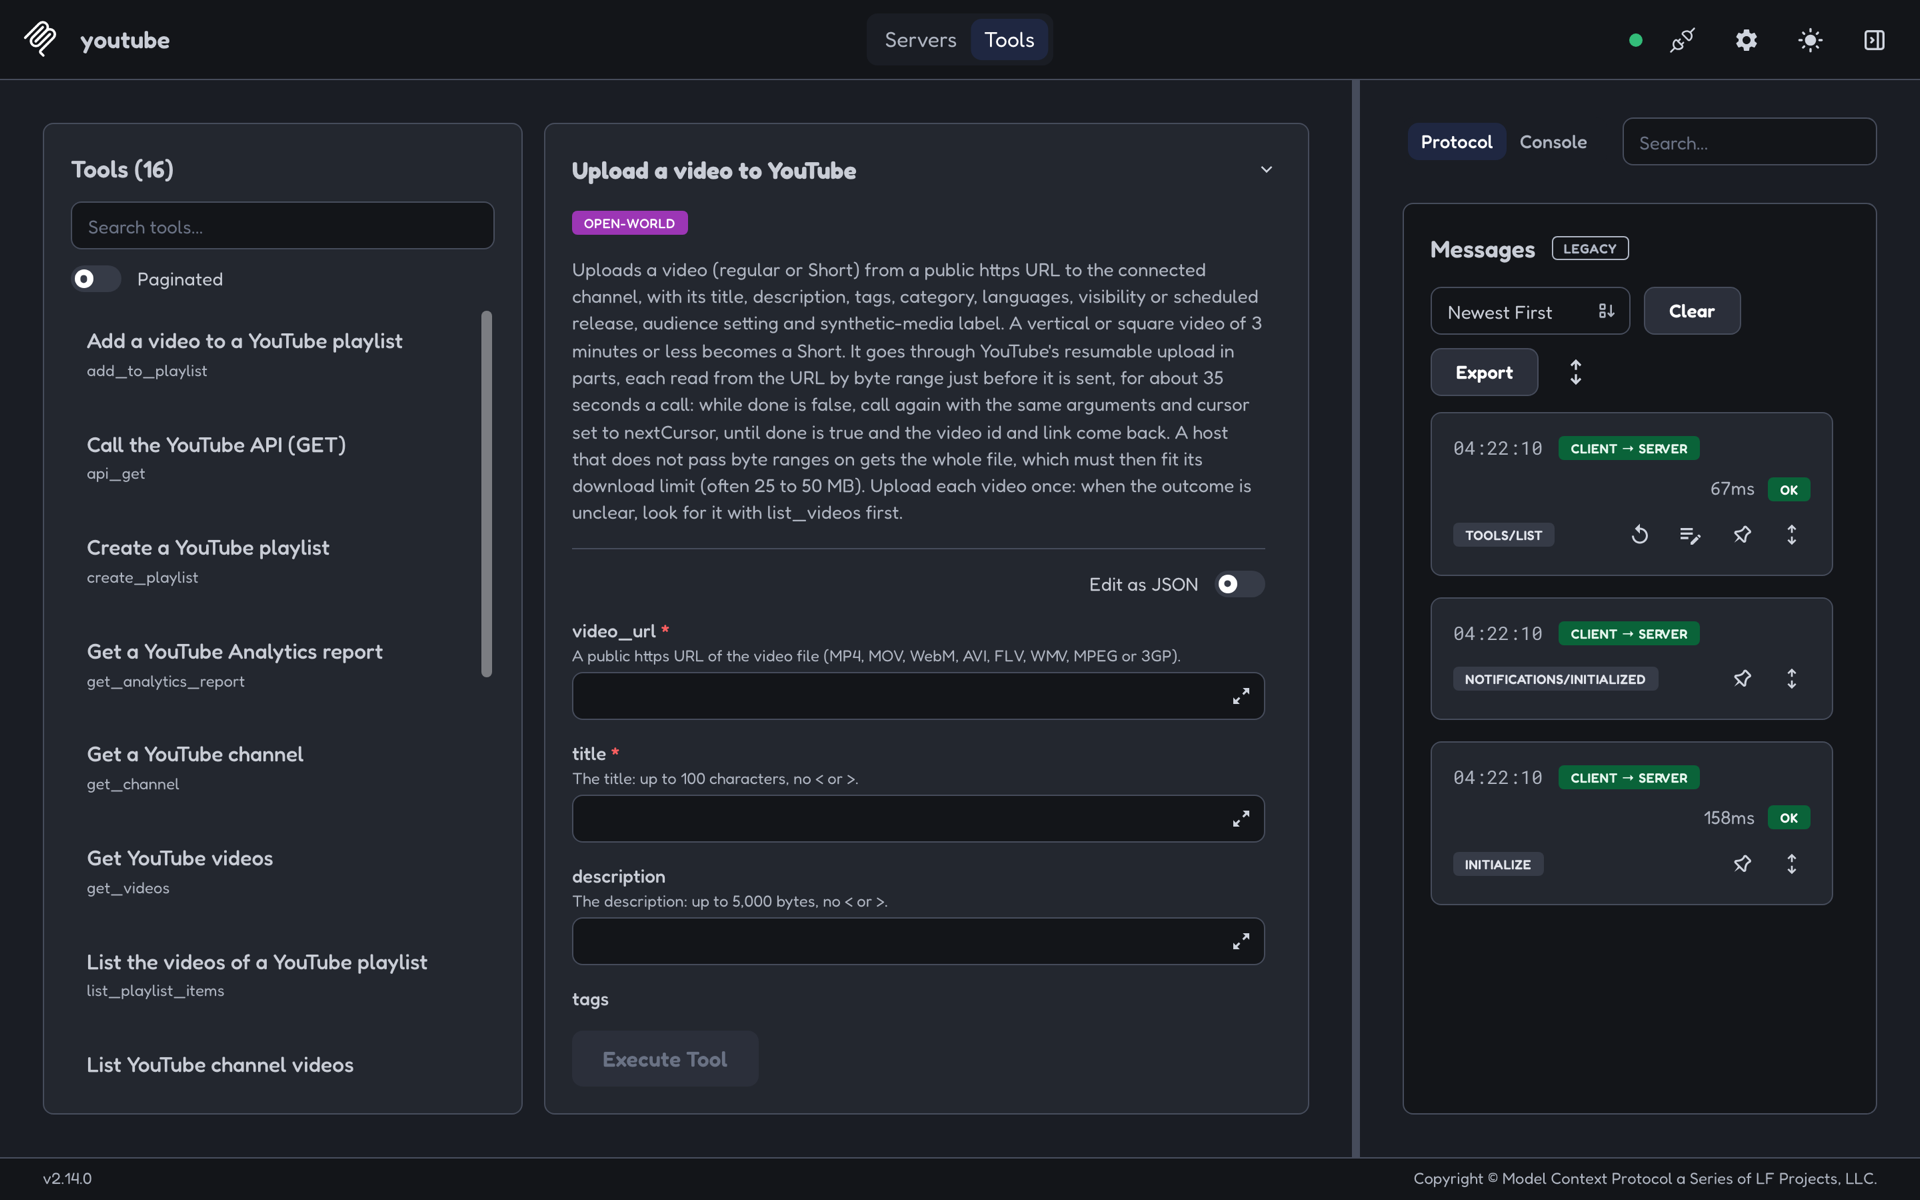 youtube
Servers
Tools
Tools (16)
Search tools...
Paginated
Add a video to a YouTube playlist
add_to_playlist
Call the YouTube API (GET)
api_get
Create a YouTube playlist
create_playlist
Get a YouTube Analytics report
get_analytics_report
Get a YouTube channel
get_channel
Get YouTube videos
get_videos
List the videos of a YouTube playlist
list_playlist_items
List YouTube channel videos
Upload a video to YouTube
OPEN-WORLD
Uploads a video (regular or Short) from a public https URL to the connected
channel, with its title, description, tags, category, languages, visibility or scheduled
release, audience setting and synthetic-media label. A vertical or square video of 3
minutes or less becomes a Short. It goes through YouTube's resumable upload in
parts, each read from the URL by byte range just before it is sent, for about 35
seconds a call: while done is false, call again with the same arguments and cursor
set to nextCursor, until done is true and the video id and link come back. A host
that does not pass byte ranges on gets the whole file, which must then fit its
download limit (often 25 to 50 MB). Upload each video once: when the outcome is
unclear, look for it with list_videos first.
Edit as JSON
video_url *
A public https URL of the video file (MP4, MOV, WebM, AVI, FLV, WMV, MPEG or 3GP).
title *
The title: up to 100 characters, no < or >.
description
The description: up to 5,000 bytes, no < or >.
tags
Execute Tool
Protocol
Console
Search...
Messages
LEGACY
Newest First
Clear
Export
04:22:10 CLIENT → SERVER
67ms OK
TOOLS/LIST
04:22:10 CLIENT → SERVER
NOTIFICATIONS/INITIALIZED
04:22:10 CLIENT → SERVER
158ms OK
INITIALIZE
v2.14.0
Copyright © Model Context Protocol a Series of LF Projects, LLC.